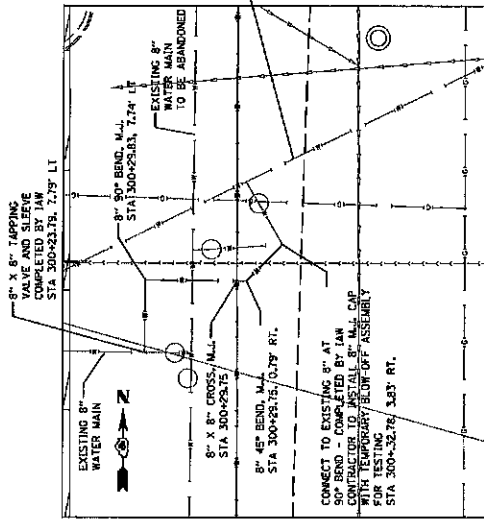 8" X 8" TAPPING
VALVE AND SLEEVE
COMPLETED BY IAW
STA 300+23.79, 7.79' LT
EXISTING 8"
WATER MAIN
8" 90° BEND, M.J.
STA 300+29.83, 7.74' LT
EXISTING 8"
WATER MAIN
TO BE ABANDONED
N
8" X 8" CROSS, M.J.
STA 300+29.75
8" 45° BEND, M.J.
STA 300+29.75, 0.79' RT.
CONNECT TO EXISTING 8" AT
90° BEND - COMPLETED BY IAW
CONTRACTOR TO INSTALL 8" M.J. CAP
WITH TEMPORARY BLOW-OFF ASSEMBLY
FOR TESTING
STA 300+32.78, 3.83' RT.